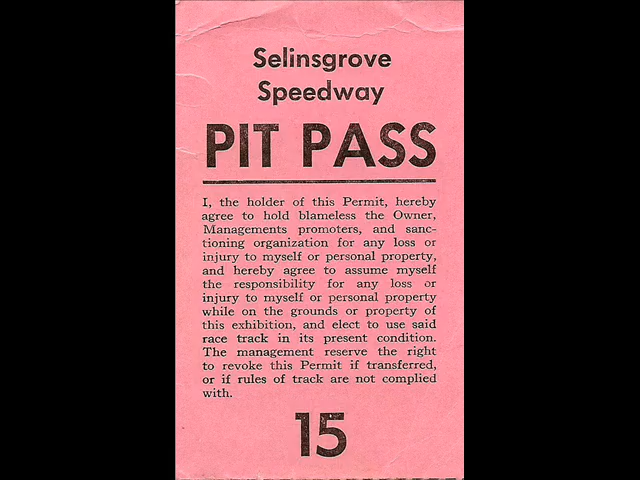 Selinsgrove
Speedway
PIT PASS
I, the holder of this Permit, hereby
agree to hold blameless the Owner,
Managements promoters, and sanc-
tioning organization for any loss or
injury to myself or personal property,
and hereby agree to assume myself
the responsibility for any loss or
injury to myself or personal property
while on the grounds or property of
this exhibition, and elect to use said
race track in its present condition.
The management reserve the right
to revoke this Permit if transferred,
or if rules of track are not complied
with.
15